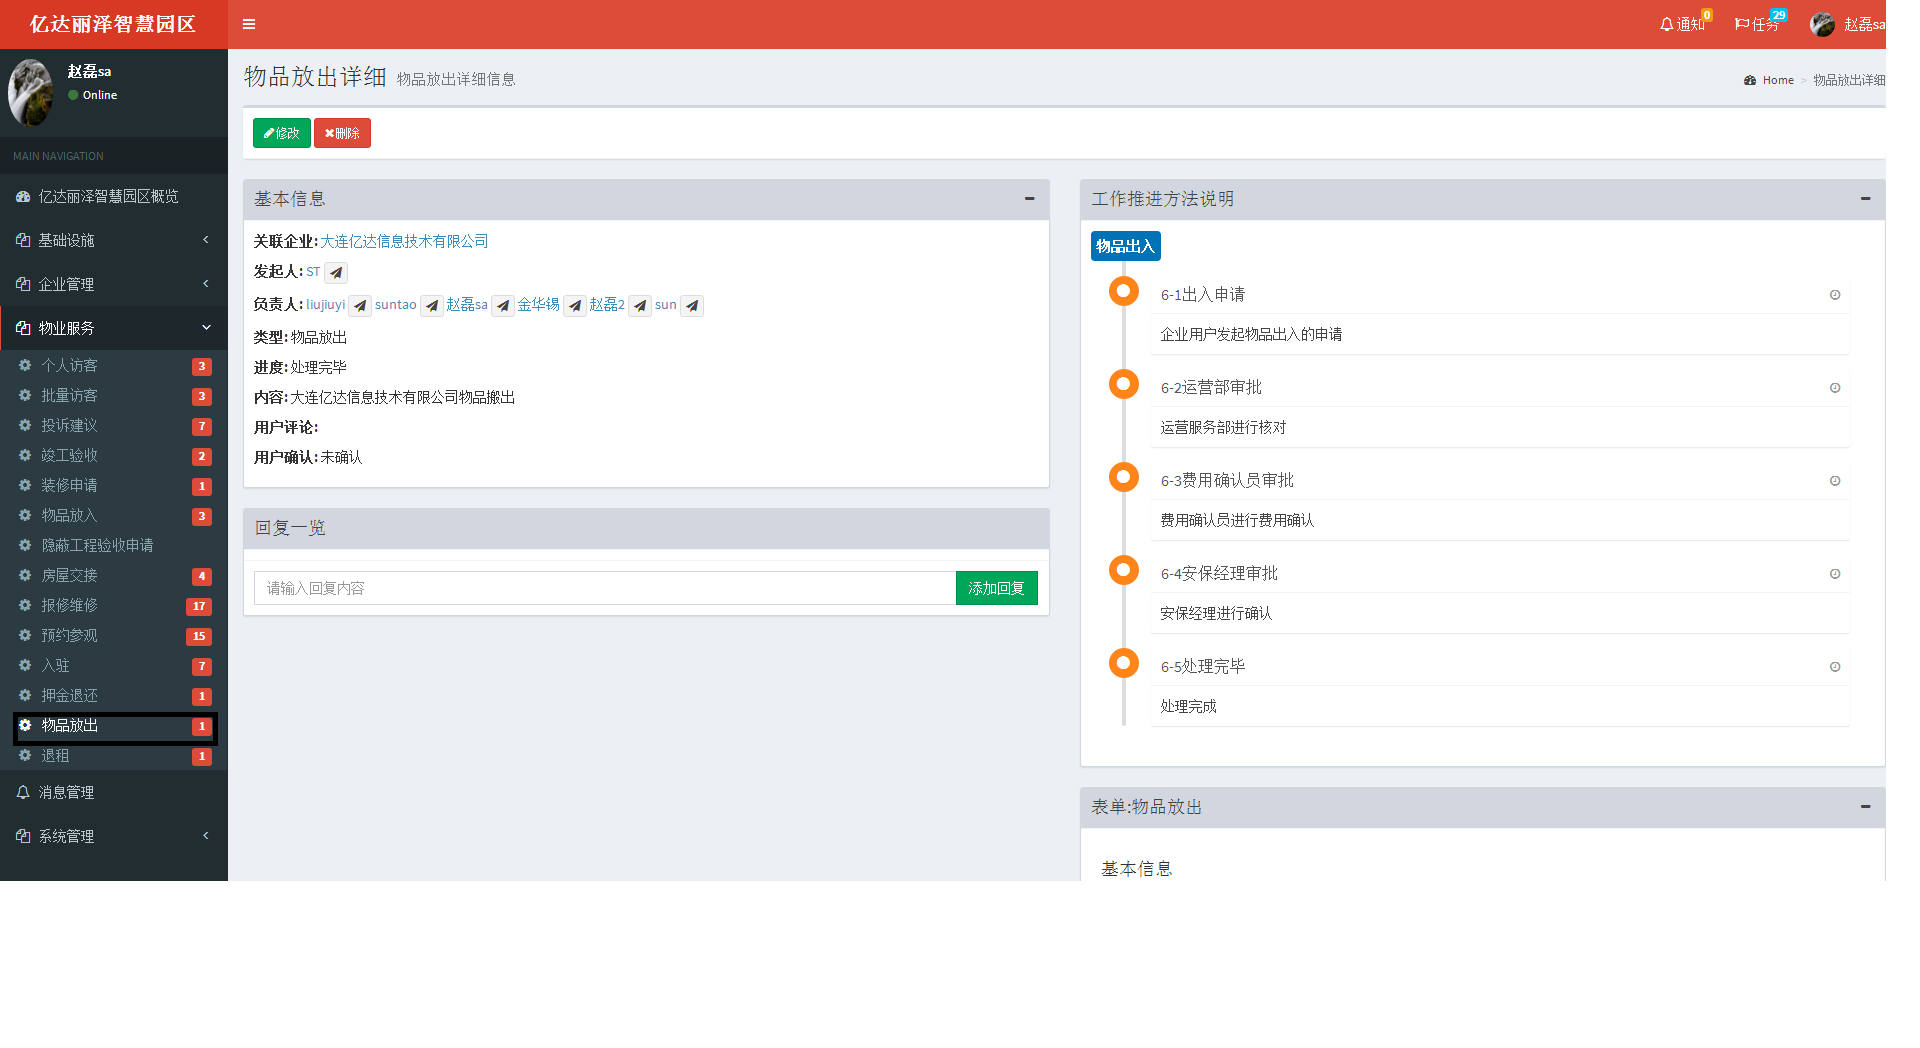 亿达丽泽智慧园区
通知 0
任务 29
赵磊sa
赵磊sa
Online
MAIN NAVIGATION
亿达丽泽智慧园区概览
基础设施
企业管理
物业服务
个人访客 3
批量访客 3
投诉建议 7
竣工验收 2
装修申请 1
物品放入 3
隐蔽工程验收申请
房屋交接 4
报修维修 17
预约参观 15
入驻 7
押金退还 1
物品放出 1
退租 1
消息管理
系统管理
物品放出详细 物品放出详细信息
Home > 物品放出详细
修改 删除
基本信息
关联企业:大连亿达信息技术有限公司
发起人:ST
负责人:liujiuyi suntao 赵磊sa 金华锡 赵磊2 sun
类型:物品放出
进度:处理完毕
内容:大连亿达信息技术有限公司物品搬出
用户评论:
用户确认:未确认
回复一览
请输入回复内容 添加回复
工作推进方法说明
物品出入
6-1出入申请
企业用户发起物品出入的申请
6-2运营部审批
运营服务部进行核对
6-3费用确认员审批
费用确认员进行费用确认
6-4安保经理审批
安保经理进行确认
6-5处理完毕
处理完成
表单:物品放出
基本信息